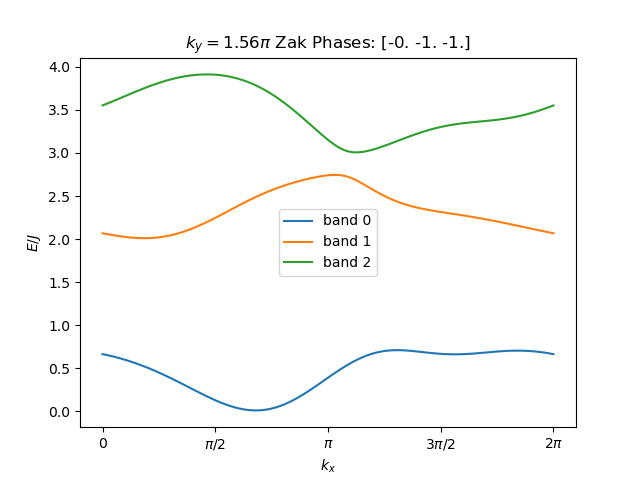 $k_y = 1.56\pi$ Zak Phases: [-0. -1. -1.]
4.0
3.5
3.0
2.5
2.0
1.5
1.0
0.5
0.0
E/J
band 0
band 1
band 2
0
π/2
π
3π/2
2π
$k_x$